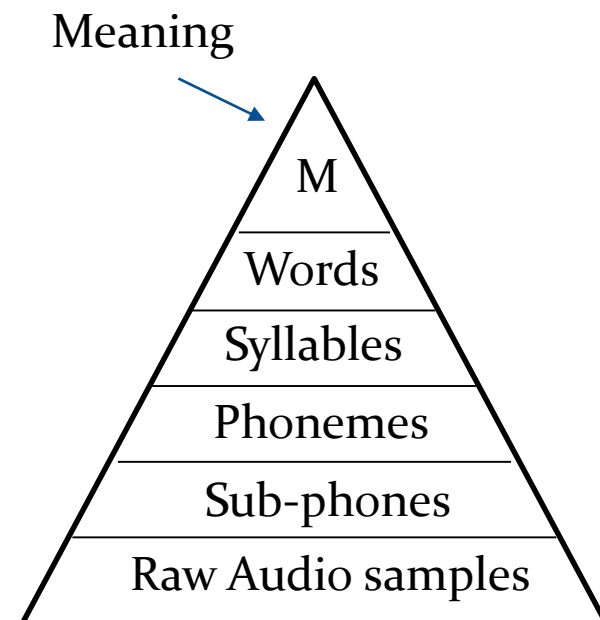 Meaning
M
Words
Syllables
Phonemes
Sub-phones
Raw Audio samples